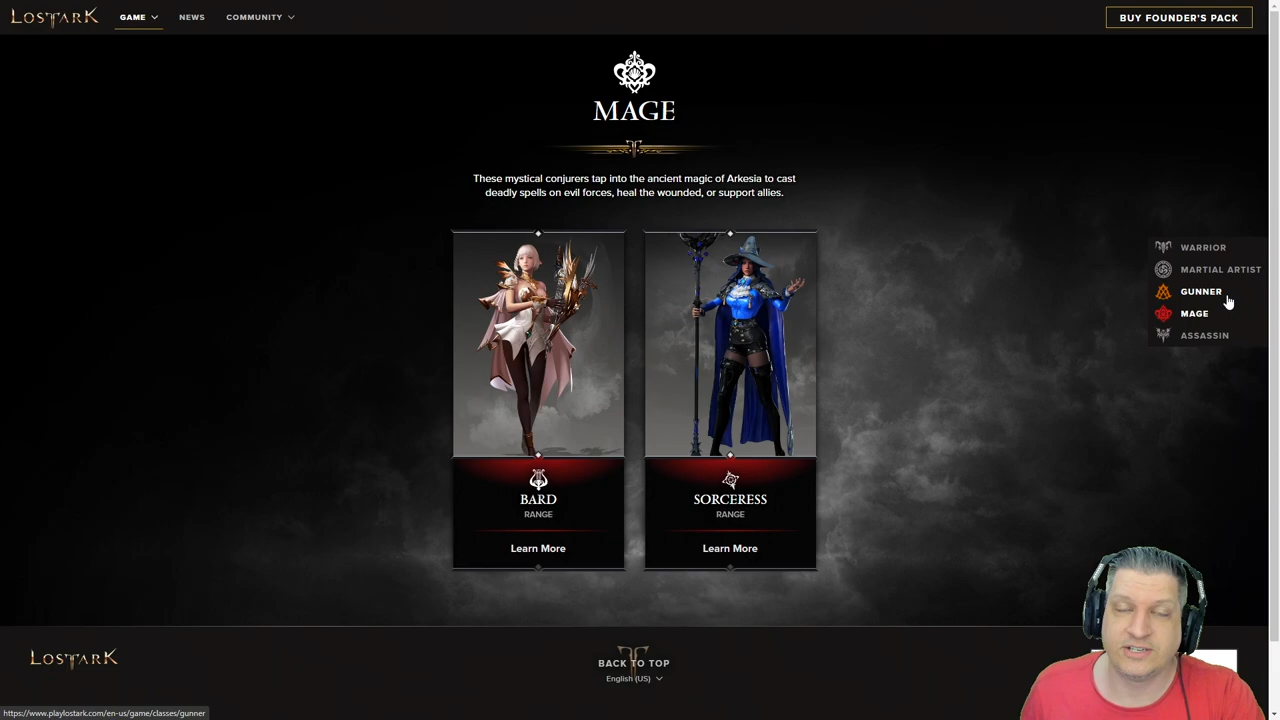 LOSTARK
GAME
NEWS
COMMUNITY
BUY FOUNDER'S PACK
MAGE
These mystical conjurers tap into the ancient magic of Arkesia to cast
deadly spells on evil forces, heal the wounded, or support allies.
WARRIOR
MARTIAL ARTIST
GUNNER
MAGE
ASSASSIN
BARD
RANGE
Learn More
SORCERESS
RANGE
Learn More
LOSTARK
BACK TO TOP
English (US)
https://www.playlostark.com/en-us/game/classes/gunner